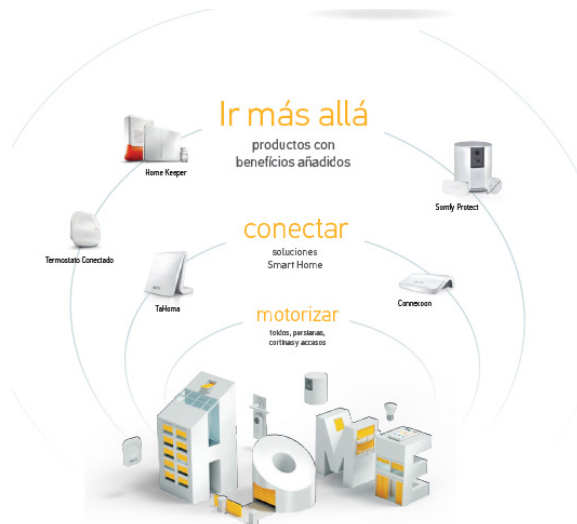 Ir más allá
productos con
benefícios añadidos
Home Keeper
Somfy Protect
Termostato Conectado
conectar
soluciones
Smart Home
TaHoma
Connexoon
motorizar
toldos, persianas,
cortinas y accesos
HOME